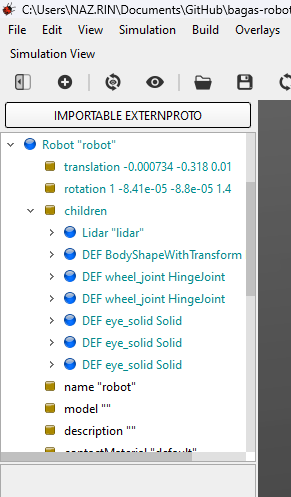 C:\Users\NAZ.RIN\Documents\GitHub\bagas-robot
File Edit View Simulation Build Overlays
Simulation View
IMPORTABLE EXTERNPROTO
Robot "robot"
translation -0.000734 -0.318 0.01
rotation 1 -8.41e-05 -8.8e-05 1.4
children
Lidar "lidar"
DEF BodyShapeWithTransform
DEF wheel_joint HingeJoint
DEF wheel_joint HingeJoint
DEF eye_solid Solid
DEF eye_solid Solid
DEF eye_solid Solid
name "robot"
model ""
description ""
contactMaterial "default"